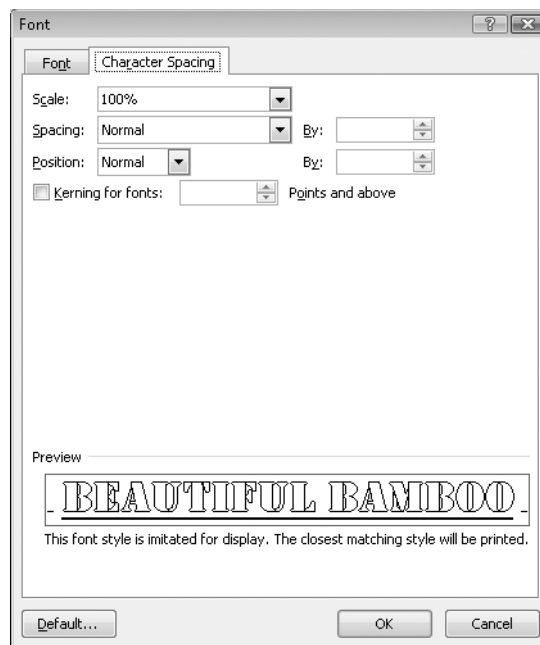 Font
Font Character Spacing
Scale: 100%
Spacing: Normal By:
Position: Normal By:
Kerning for fonts: Points and above
Preview
BEAUTIFUL BAMBOO
This font style is imitated for display. The closest matching style will be printed.
Default... OK Cancel